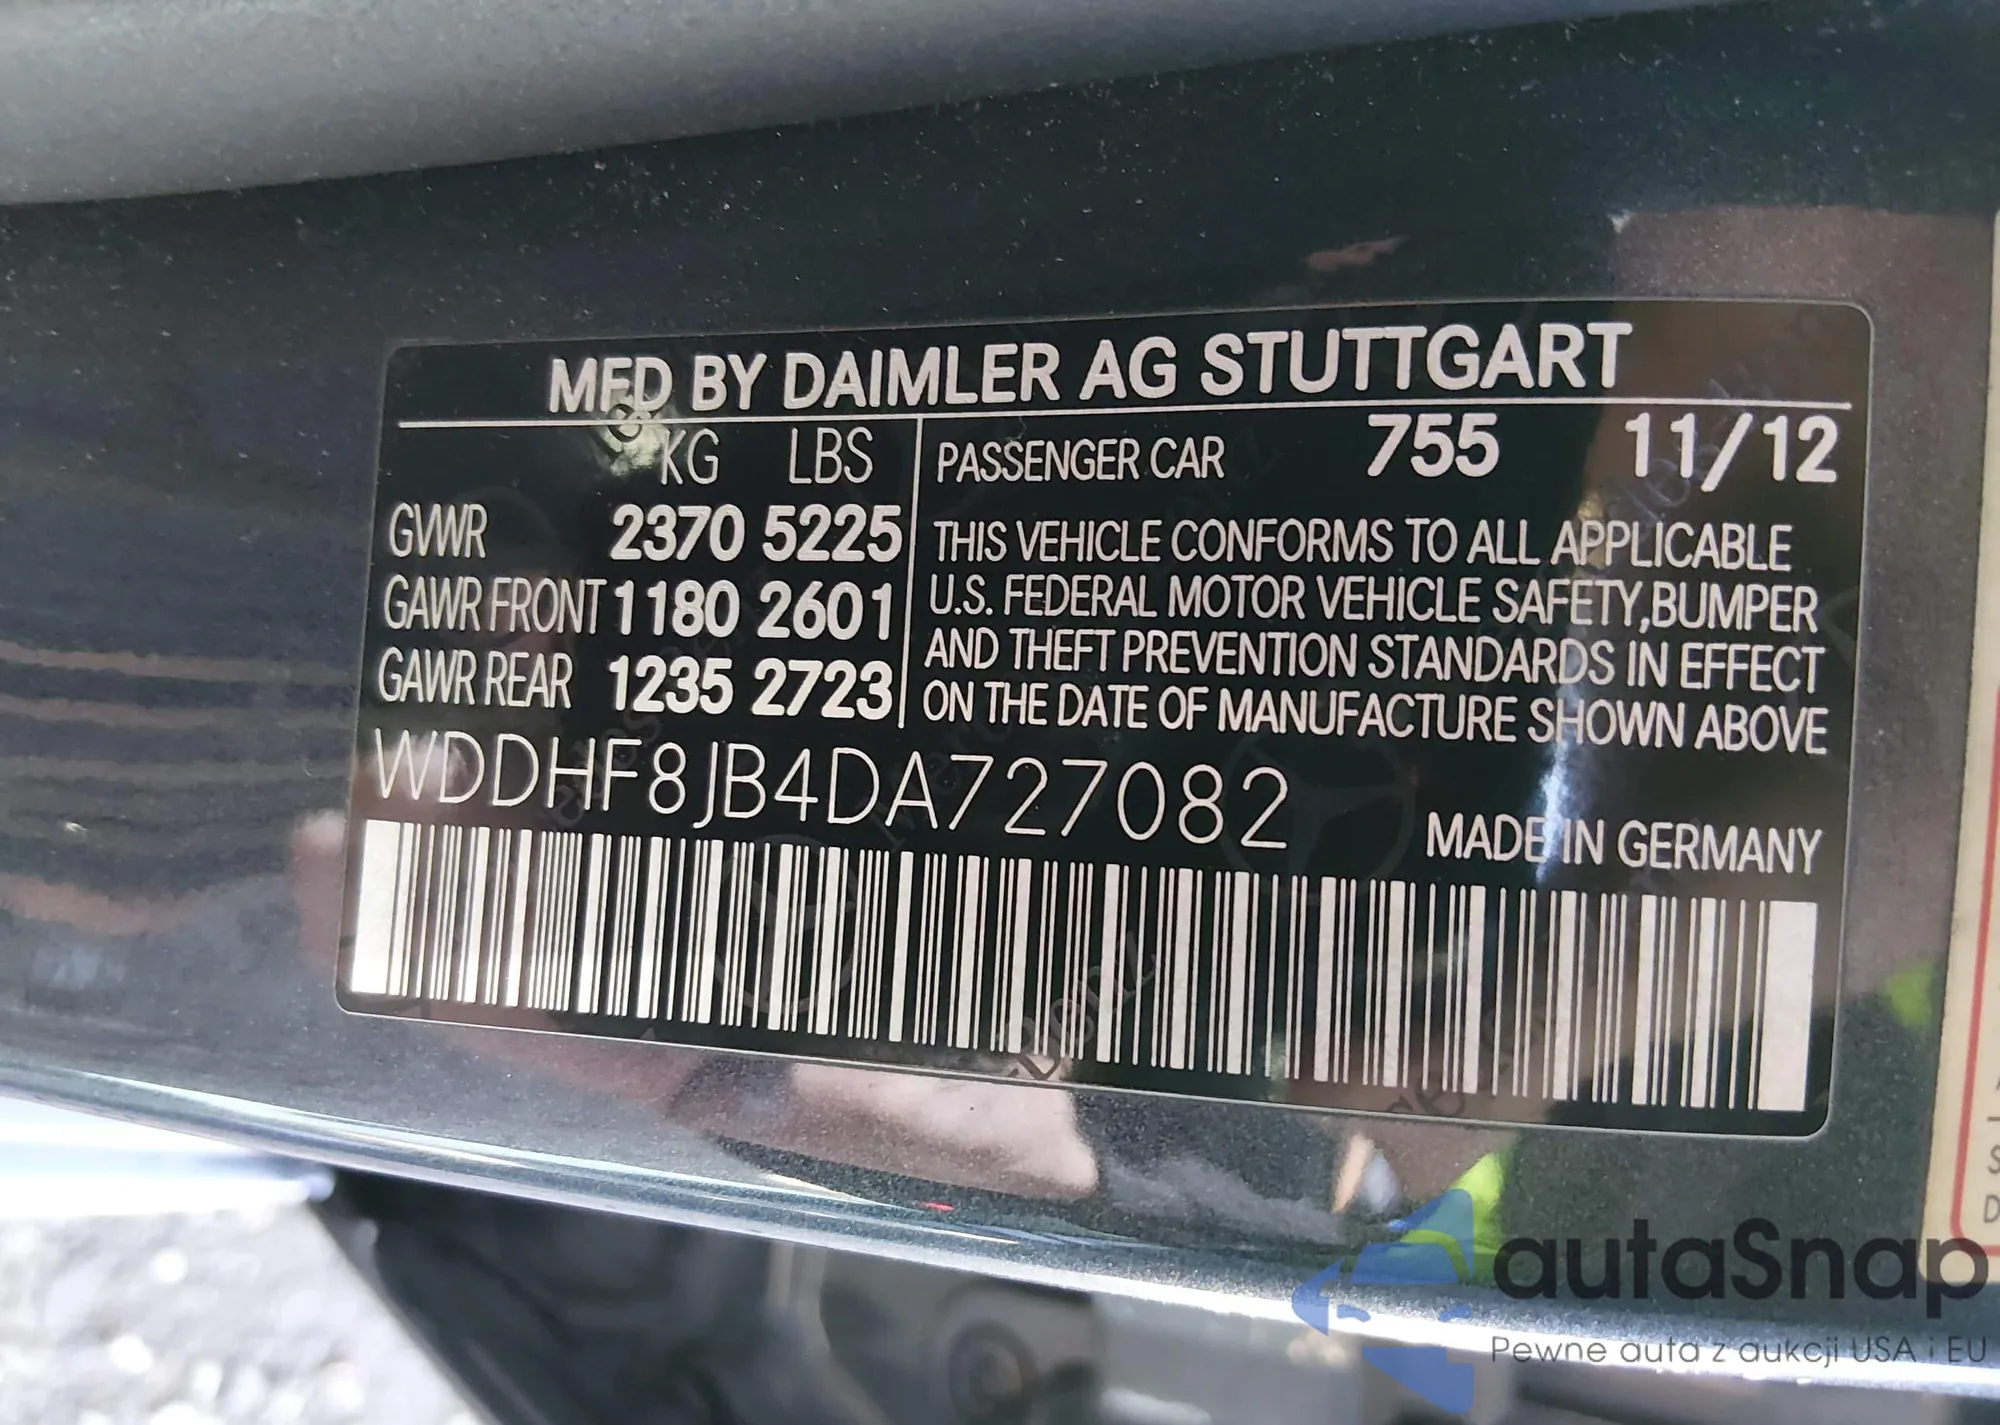 MFD BY DAIMLER AG STUTTGART
KG LBS
GVWR 2370 5225
GAWR FRONT 1180 2601
GAWR REAR 1235 2723
PASSENGER CAR 755 11/12
THIS VEHICLE CONFORMS TO ALL APPLICABLE
U.S. FEDERAL MOTOR VEHICLE SAFETY,BUMPER
AND THEFT PREVENTION STANDARDS IN EFFECT
ON THE DATE OF MANUFACTURE SHOWN ABOVE
WDDHF8JB4DA727082
MADE IN GERMANY
autaSnap
Pewne auta z aukcji USA i EU